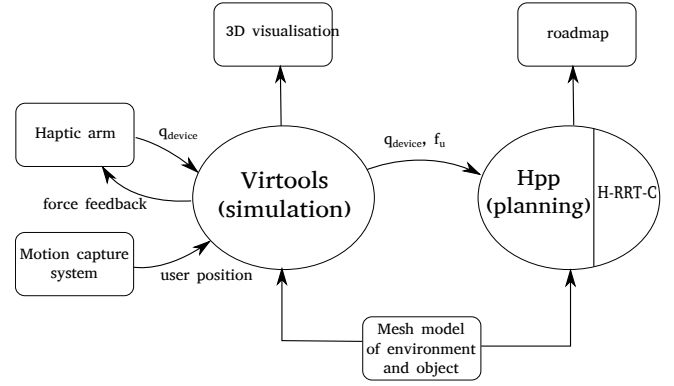 3D visualisation
roadmap
Haptic arm
q_device
q_device, f_u
Virtools
(simulation)
Hpp
(planning)
H-RRT-C
force feedback
Motion capture
system
user position
Mesh model
of environment
and object